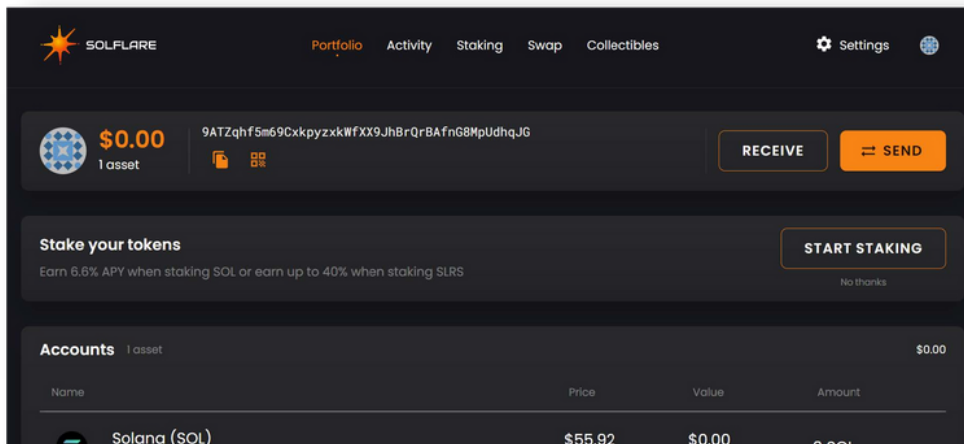 SOLFLARE
Portfolio Activity Staking Swap Collectibles Settings
$0.00
1 asset
9ATZqhf5m69CxkpyzxkWfXX9JhBrQrBAfnG8MpUdhqJG
RECEIVE
SEND
Stake your tokens
Earn 6.6% APY when staking SOL or earn up to 40% when staking SLRS
START STAKING
No thanks
Accounts 1 asset $0.00
Name Price Value Amount
Solana (SOL) $55.92 $0.00 0 SOL